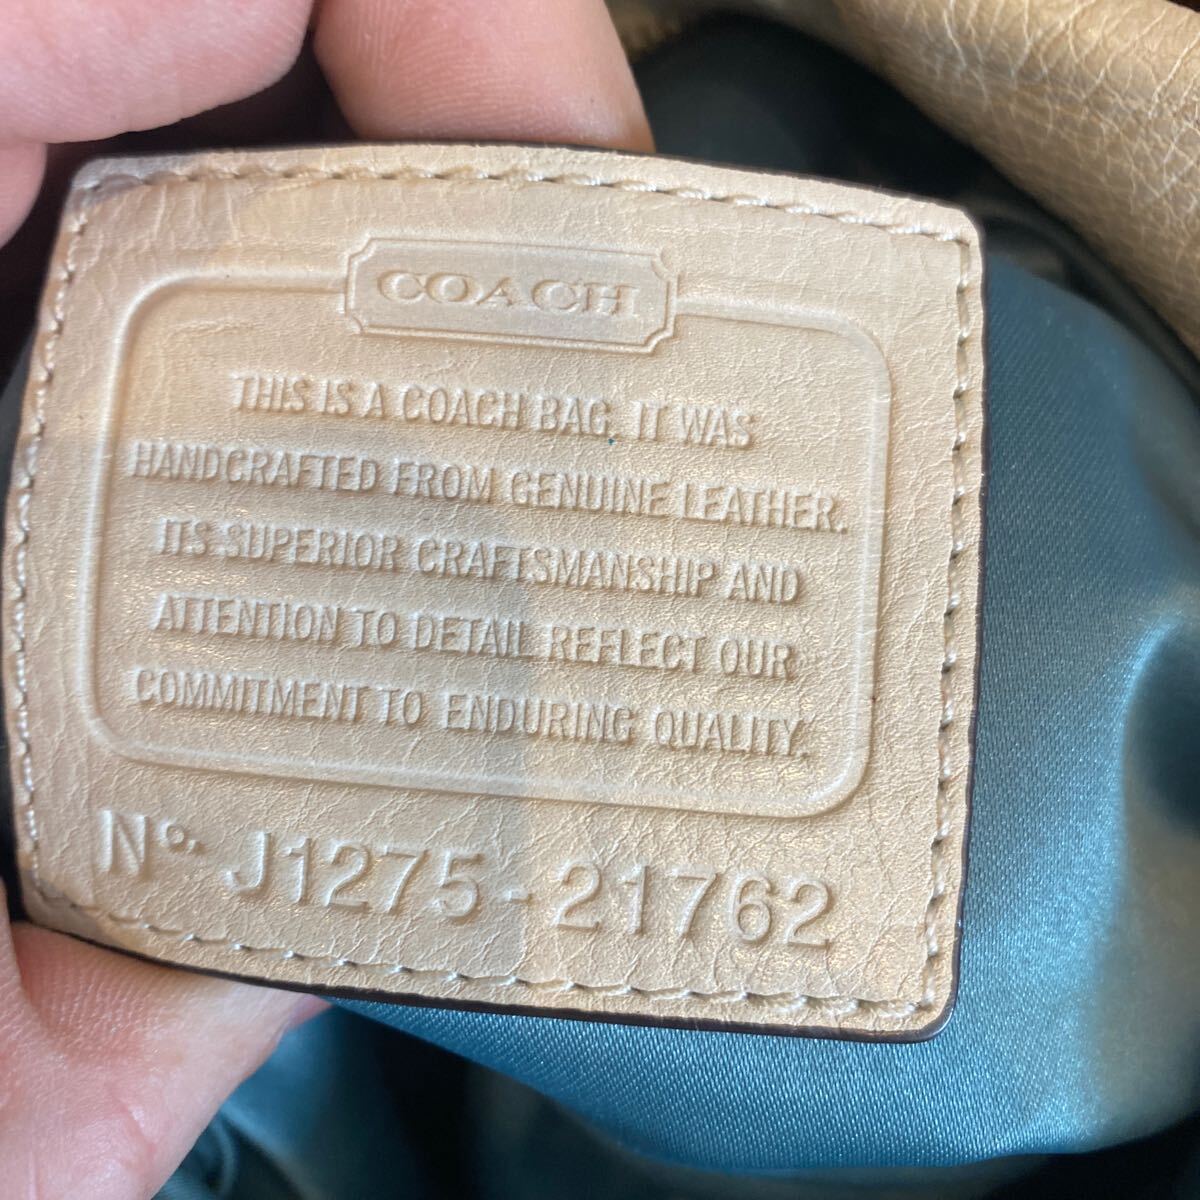 COACH
THIS IS A COACH BAG. IT WAS
HANDCRAFTED FROM GENUINE LEATHER.
ITS SUPERIOR CRAFTSMANSHIP AND
ATTENTION TO DETAIL REFLECT OUR
COMMITMENT TO ENDURING QUALITY.
Nº. J1275-21762